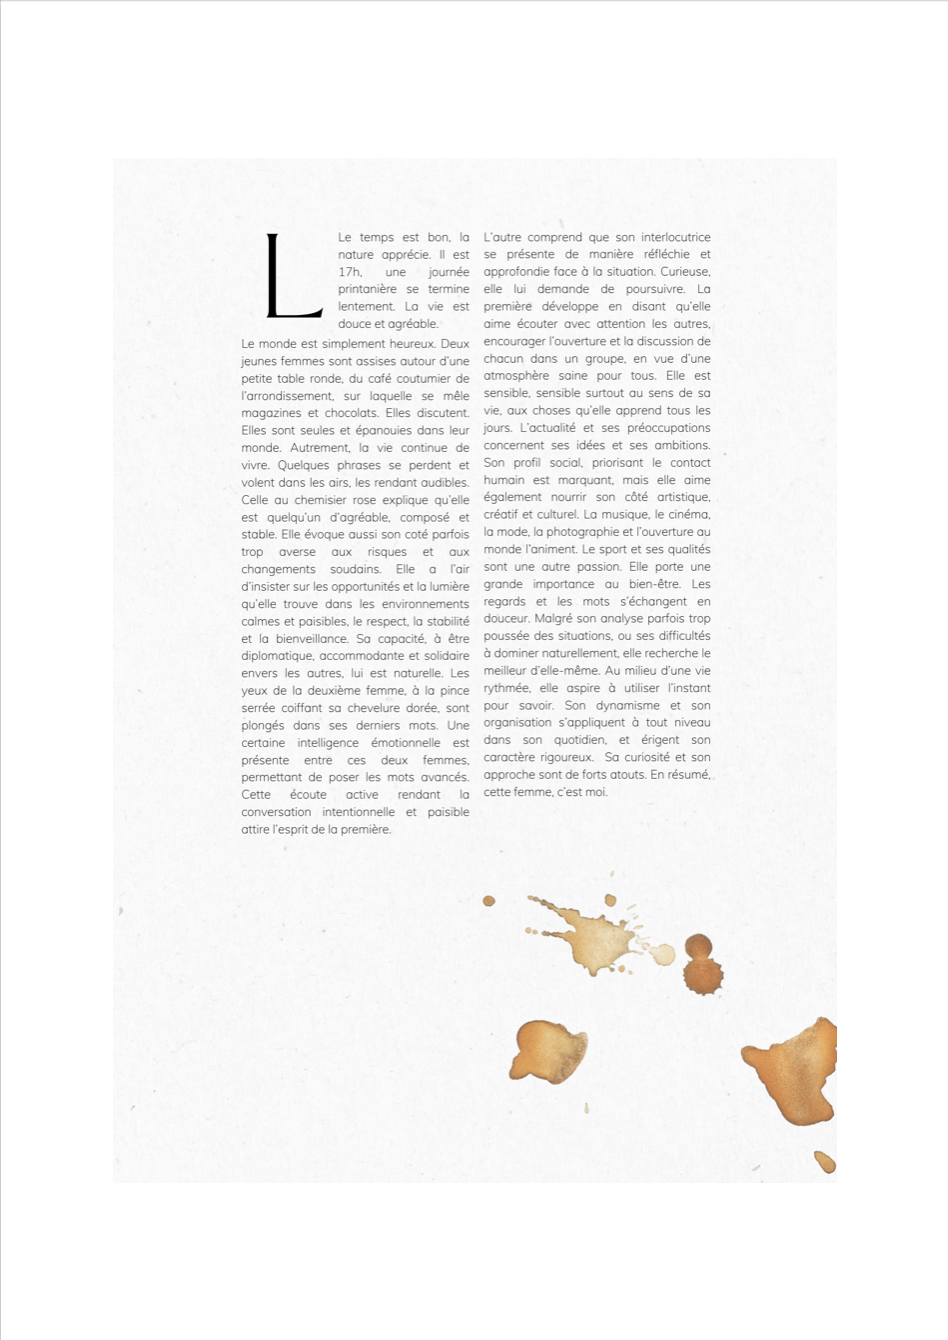 L
Le temps est bon, la
nature apprécie. Il est
17h, une journée
printanière se termine
lentement. La vie est
douce et agréable.
Le monde est simplement heureux. Deux
jeunes femmes sont assises autour d'une
petite table ronde, du café coutumier de
l'arrondissement, sur laquelle se mêle
magazines et chocolats. Elles discutent.
Elles sont seules et épanouies dans leur
monde. Autrement, la vie continue de
vivre. Quelques phrases se perdent et
volent dans les airs, les rendant audibles.
Celle au chemisier rose explique qu'elle
est quelqu'un d'agréable, composé et
stable. Elle évoque aussi son coté parfois
trop averse aux risques et aux
changements soudains. Elle a l'air
d'insister sur les opportunités et la lumière
qu'elle trouve dans les environnements
calmes et paisibles, le respect, la stabilité
et la bienveillance. Sa capacité, à être
diplomatique, accommodante et solidaire
envers les autres, lui est naturelle. Les
yeux de la deuxième femme, à la pince
serrée coiffant sa chevelure dorée, sont
plongés dans ses derniers mots. Une
certaine intelligence émotionnelle est
présente entre ces deux femmes,
permettant de poser les mots avancés.
Cette écoute active rendant la
conversation intentionnelle et paisible
attire l'esprit de la première.
L'autre comprend que son interlocutrice
se présente de manière réfléchie et
approfondie face à la situation. Curieuse,
elle lui demande de poursuivre. La
première développe en disant qu'elle
aime écouter avec attention les autres,
encourager l'ouverture et la discussion de
chacun dans un groupe, en vue d'une
atmosphère saine pour tous. Elle est
sensible, sensible surtout au sens de sa
vie, aux choses qu'elle apprend tous les
jours. L'actualité et ses préoccupations
concernent ses idées et ses ambitions.
Son profil social, priorisant le contact
humain est marquant, mais elle aime
également nourrir son côté artistique,
créatif et culturel. La musique, le cinéma,
la mode, la photographie et l'ouverture au
monde l'animent. Le sport et ses qualités
sont une autre passion. Elle porte une
grande importance au bien-être. Les
regards et les mots s'échangent en
douceur. Malgré son analyse parfois trop
poussée des situations, ou ses difficultés
à dominer naturellement, elle recherche le
meilleur d'elle-même. Au milieu d'une vie
rythmée, elle aspire à utiliser l'instant
pour savoir. Son dynamisme et son
organisation s'appliquent à tout niveau
dans son quotidien, et érigent son
caractère rigoureux. Sa curiosité et son
approche sont de forts atouts. En résumé,
cette femme, c'est moi.